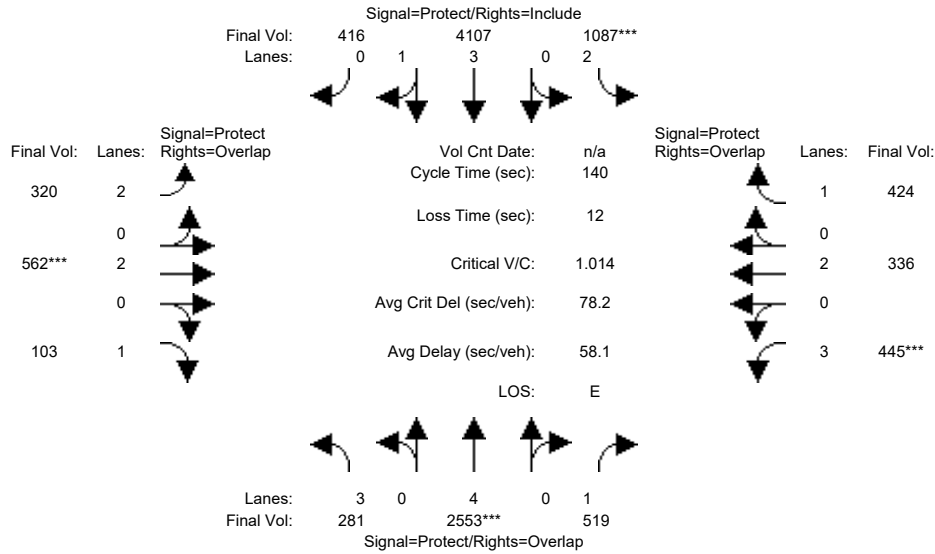 Signal=Protect/Rights=Include
Final Vol: 416 4107 1087***
Lanes: 0 1 3 0 2
Signal=Protect
Final Vol: Lanes: Rights=Overlap
Vol Cnt Date: n/a
Signal=Protect
Rights=Overlap Lanes: Final Vol:
Cycle Time (sec): 140
320 2
1 424
Loss Time (sec): 12
0
0
562*** 2
Critical V/C: 1.014
2 336
0
Avg Crit Del (sec/veh): 78.2
0
103 1
Avg Delay (sec/veh): 58.1
3 445***
LOS: E
Lanes: 3 0 4 0 1
Final Vol: 281 2553*** 519
Signal=Protect/Rights=Overlap